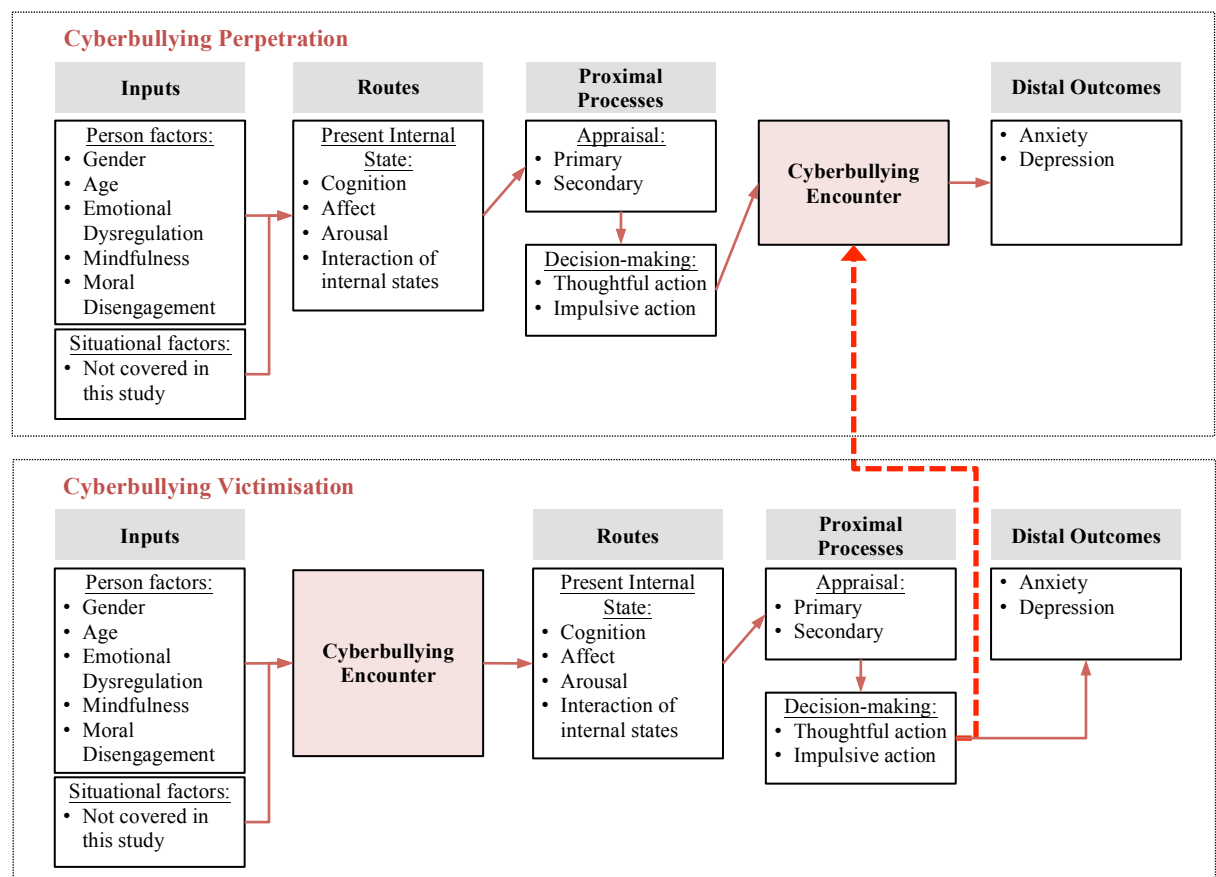 Cyberbullying Perpetration
Inputs
Person factors:
• Gender
• Age
• Emotional
Dysregulation
• Mindfulness
• Moral
Disengagement
Situational factors:
• Not covered in
this study
Routes
Present Internal
State:
• Cognition
• Affect
• Arousal
• Interaction of
internal states
Proximal
Processes
Appraisal:
• Primary
• Secondary
Decision-making:
• Thoughtful action
• Impulsive action
Cyberbullying
Encounter
Distal Outcomes
• Anxiety
• Depression
Cyberbullying Victimisation
Inputs
Person factors:
• Gender
• Age
• Emotional
Dysregulation
• Mindfulness
• Moral
Disengagement
Situational factors:
• Not covered in
this study
Cyberbullying
Encounter
Routes
Present Internal
State:
• Cognition
• Affect
• Arousal
• Interaction of
internal states
Proximal
Processes
Appraisal:
• Primary
• Secondary
Decision-making:
• Thoughtful action
• Impulsive action
Distal Outcomes
• Anxiety
• Depression